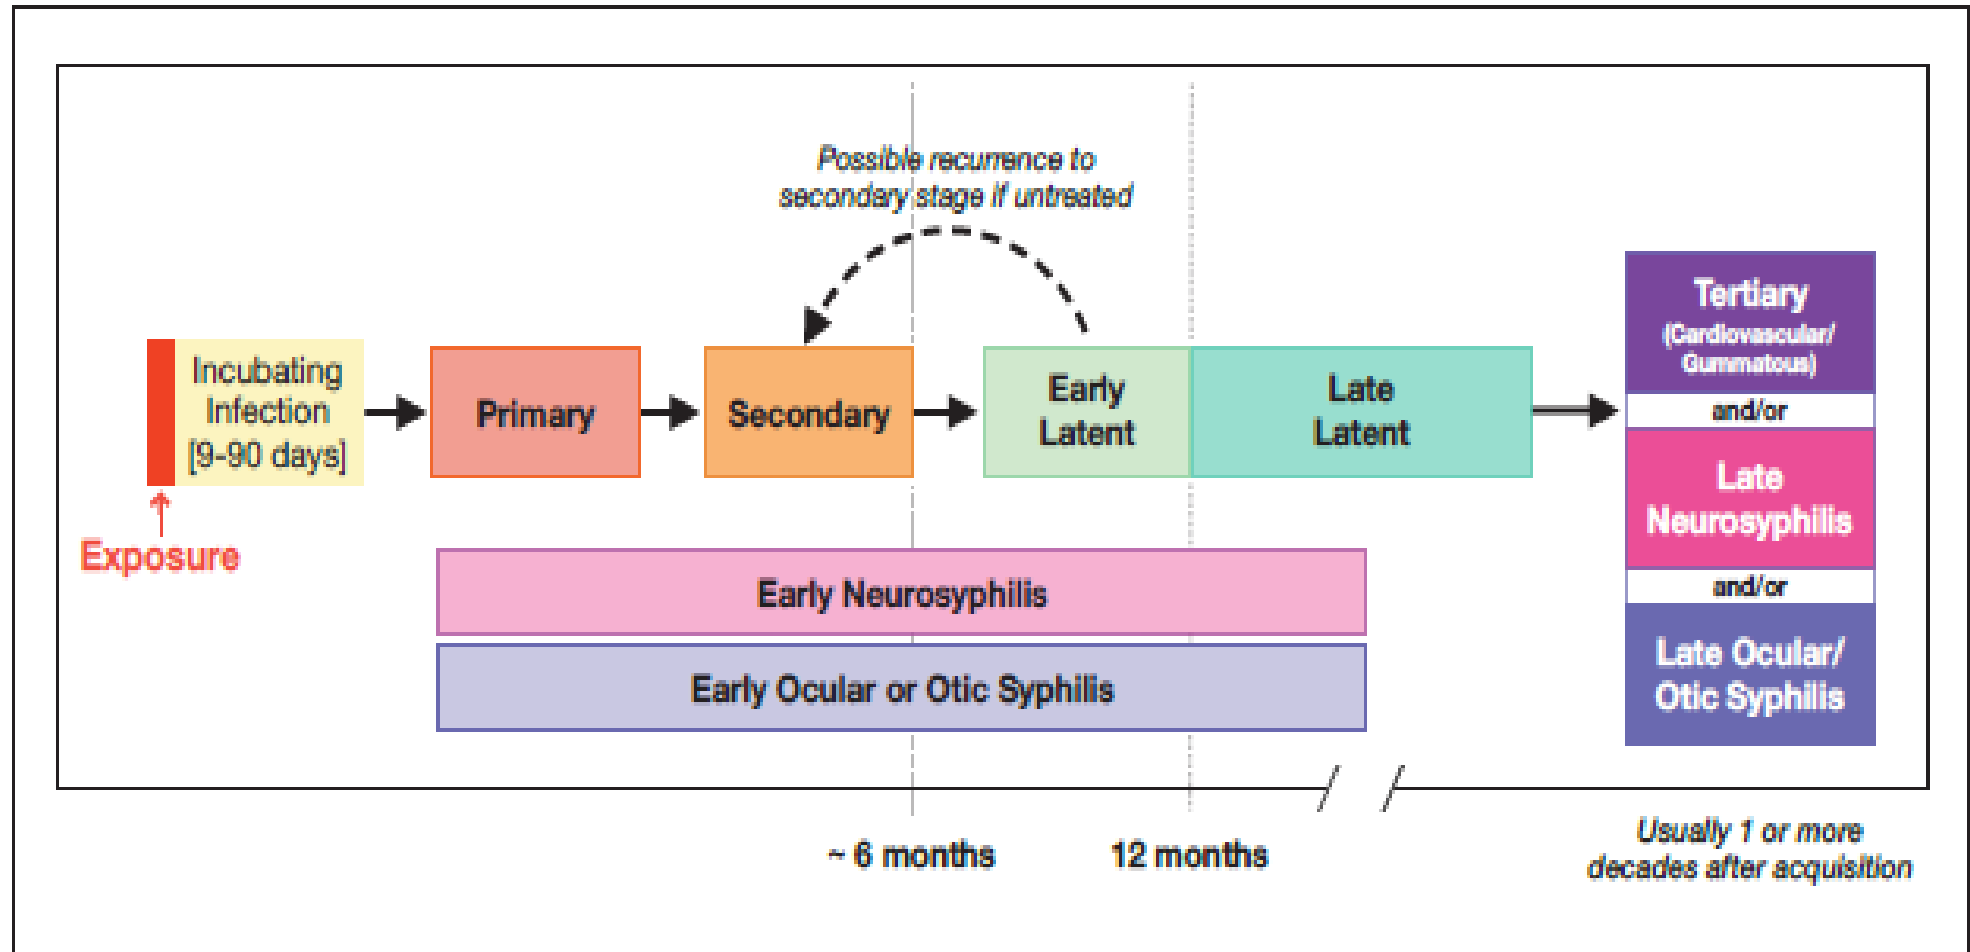 Possible recurrence to
secondary stage if untreated
Incubating
Infection
[9-90 days]
Exposure
Primary
Secondary
Early
Latent
Late
Latent
Tertiary
(Cardiovascular/
Gummatous)
and/or
Late
Neurosyphilis
and/or
Late Ocular/
Otic Syphilis
Early Neurosyphilis
Early Ocular or Otic Syphilis
~ 6 months
12 months
Usually 1 or more
decades after acquisition